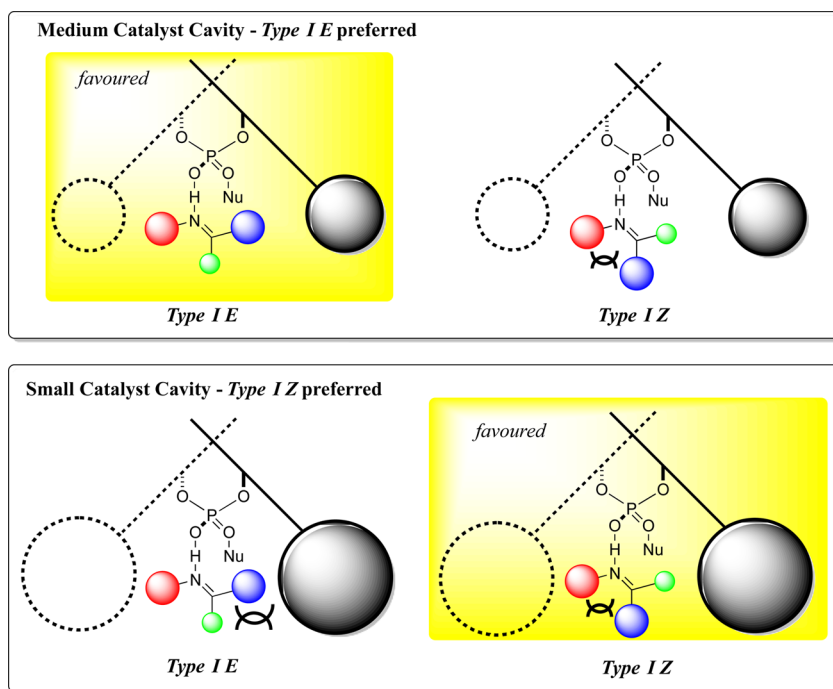 Medium Catalyst Cavity - Type I E preferred
favoured
O O
P
O O
H Nu
N
Type I E
O O
P
O O
H Nu
N
Type I Z
Small Catalyst Cavity - Type I Z preferred
O O
P
O O
H Nu
N
Type I E
favoured
O O
P
O O
H Nu
N
Type I Z